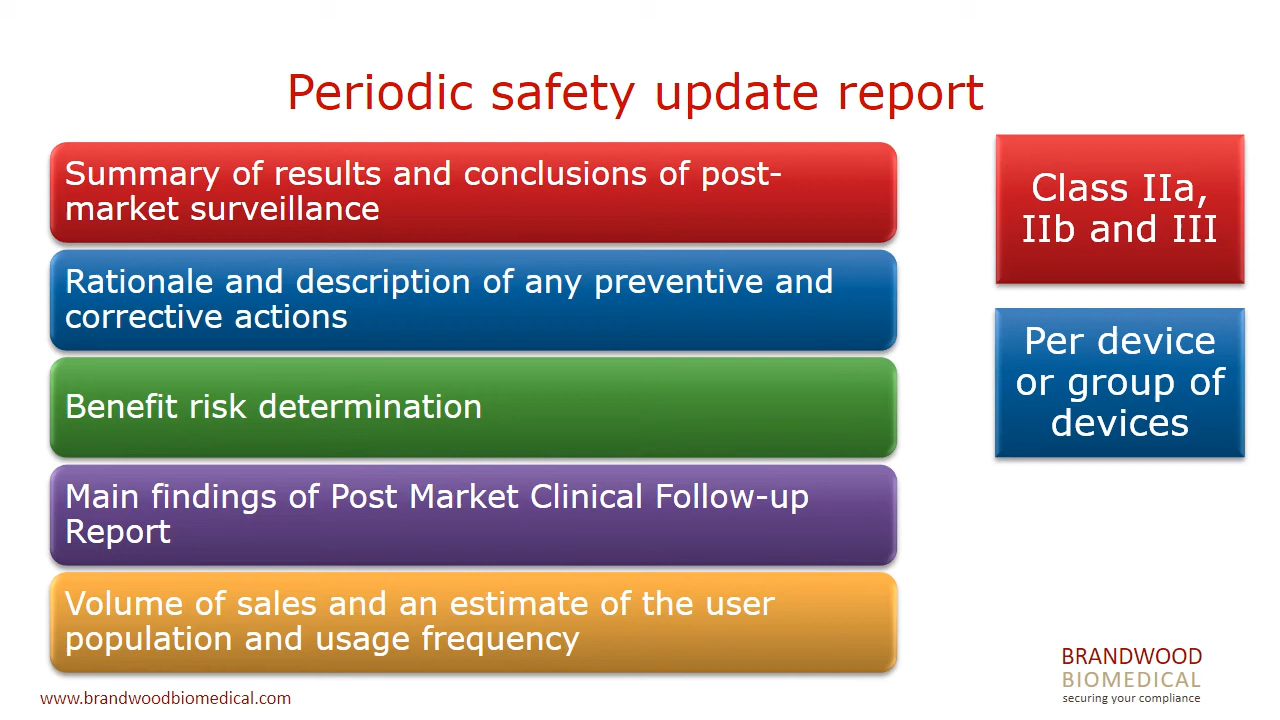 Periodic safety update report
Summary of results and conclusions of post-
market surveillance
Rationale and description of any preventive and
corrective actions
Benefit risk determination
Main findings of Post Market Clinical Follow-up
Report
Volume of sales and an estimate of the user
population and usage frequency
Class IIa,
IIb and III
Per device
or group of
devices
BRANDWOOD
BIOMEDICAL
securing your compliance
www.brandwoodbiomedical.com